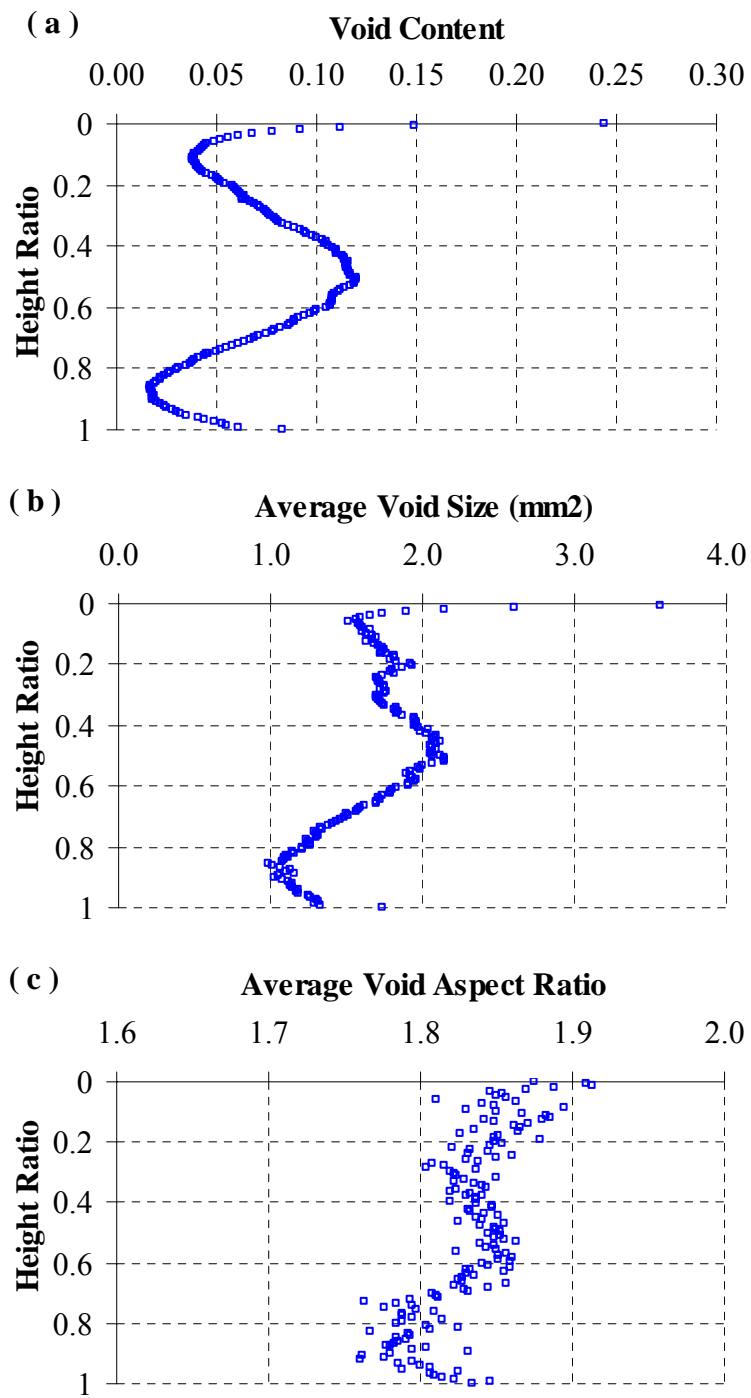 ( a )
Void Content
0.00 0.05 0.10 0.15 0.20 0.25 0.30
Height Ratio
0
0.2
0.4
0.6
0.8
1
( b )
Average Void Size (mm2)
0.0 1.0 2.0 3.0 4.0
Height Ratio
0
0.2
0.4
0.6
0.8
1
( c )
Average Void Aspect Ratio
1.6 1.7 1.8 1.9 2.0
Height Ratio
0
0.2
0.4
0.6
0.8
1